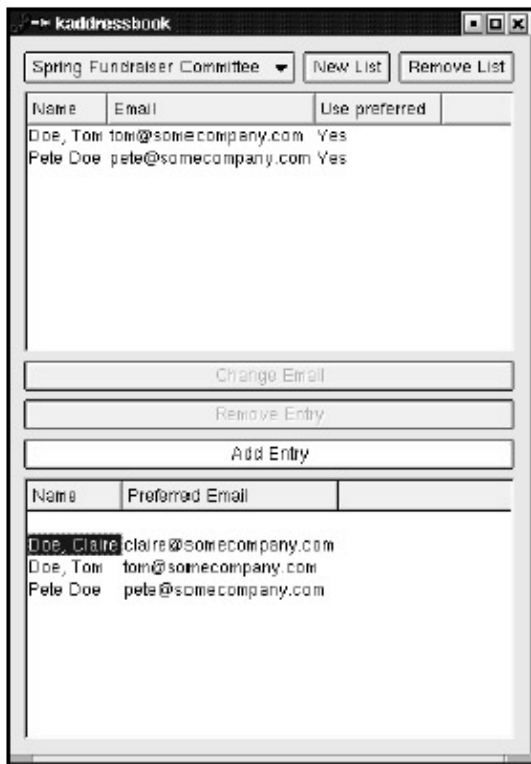 kaddressbook
Spring Fundraiser Committee New List Remove List
Name Email Use preferred
Doe, Tom tom@somecompany.com Yes
Pete Doe pete@somecompany.com Yes
Change Email
Remove Entry
Add Entry
Name Preferred Email
Doe, Claire claire@somecompany.com
Doe, Tom tom@somecompany.com
Pete Doe pete@somecompany.com